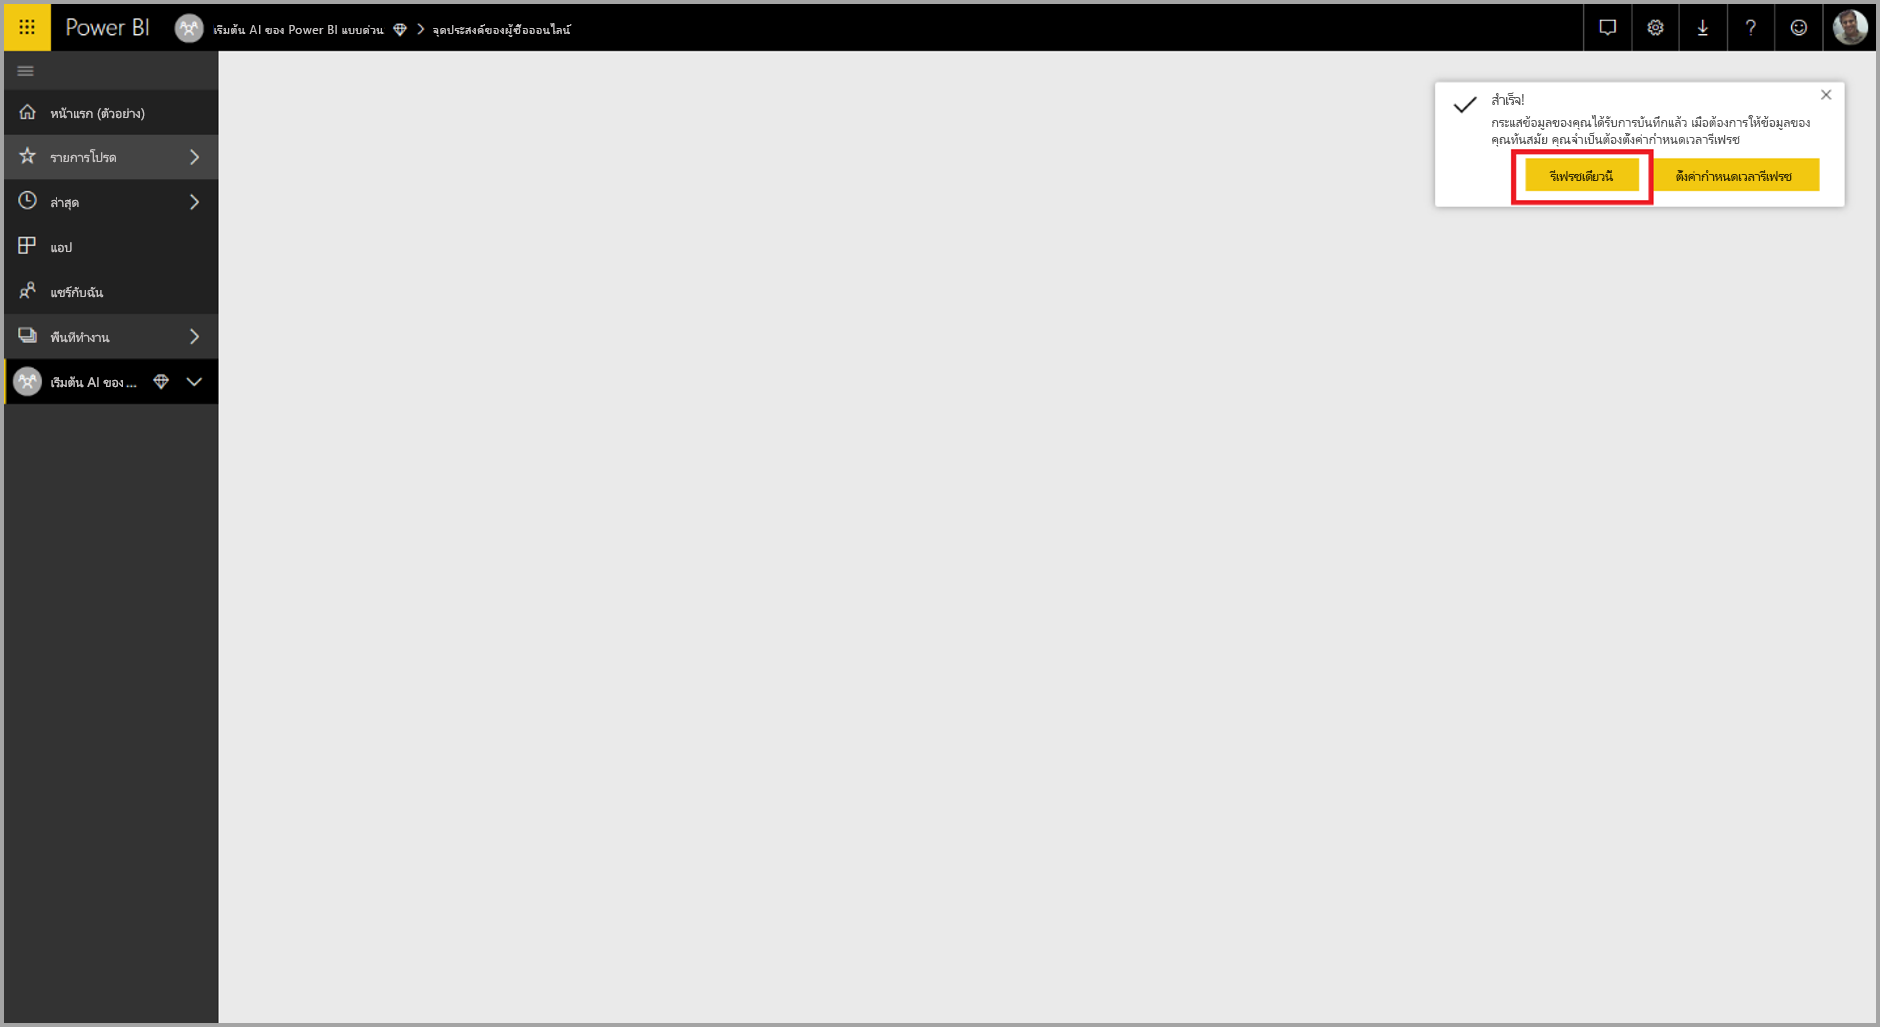 Power BI
เริ่มต้น AI ของ Power BI แบบด่วน
จุดประสงค์ของผู้ซื้อออนไลน์
?
หน้าแรก (ตัวอย่าง)
รายการโปรด
ล่าสุด
แอป
แชร์กับฉัน
พื้นที่ทำงาน
เริ่มต้น AI ของ ...
สำเร็จ!
กระแสข้อมูลของคุณได้รับการบันทึกแล้ว เมื่อต้องการให้ข้อมูลของ
คุณทันสมัย คุณจำเป็นต้องตั้งค่ากำหนดเวลารีเฟรช
รีเฟรชเดี๋ยวนี้
ตั้งค่ากำหนดเวลารีเฟรช